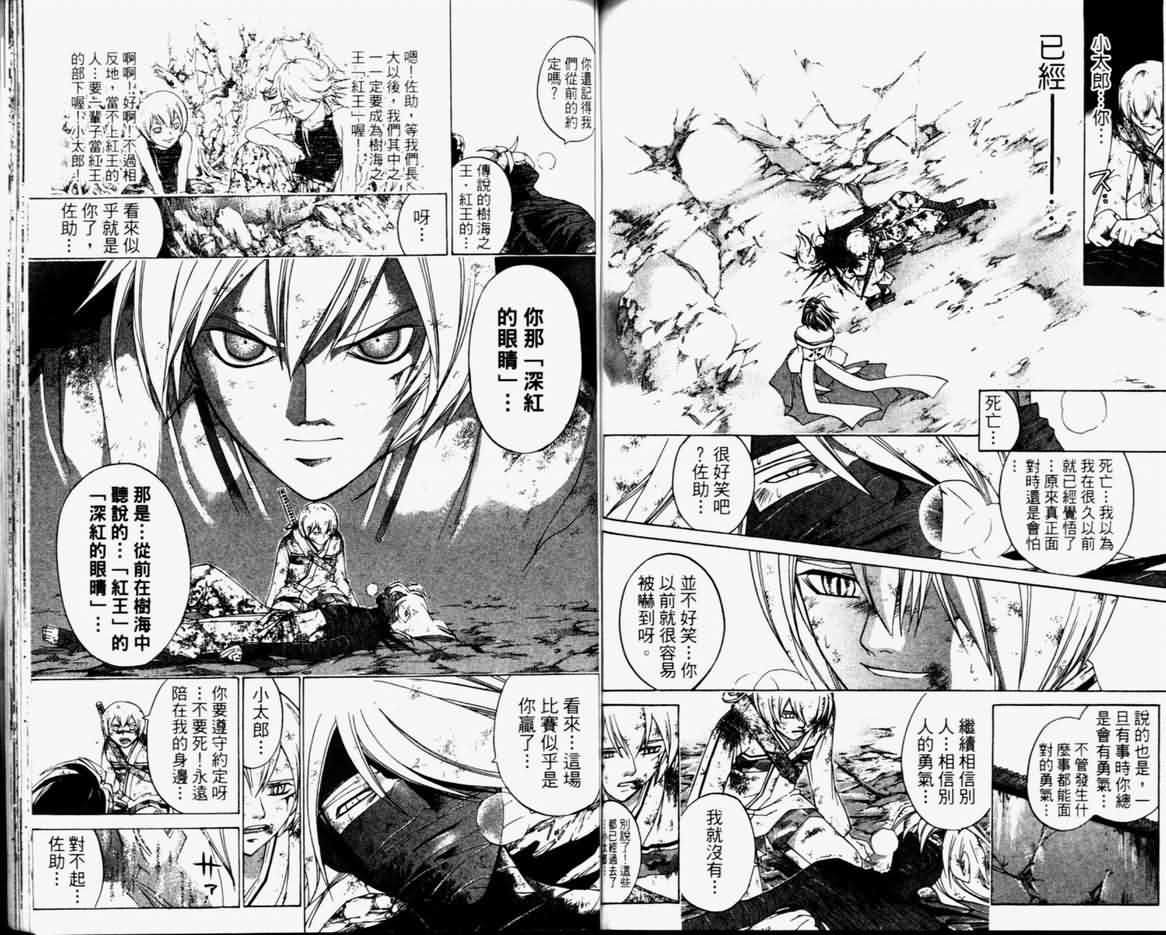 小太郎…你…
已經——…
死亡…
死亡…我以為
我在很久以前
就已經覺悟了
…原來真正面
對時還是會怕
…
很好笑吧
？佐助…
並不好笑…你
以前就很容易
被嚇到呀。
說的也是，一
旦有事時你總
是會有勇氣…
不管發生什
麼事都能面
對的勇氣…
繼續相信別
人…相信別
人的勇氣…
我就沒有…
別說了！這些
都已經過去了
你還記得我
們從前的約
定嗎？
傳說的樹海之
王，紅王的…
嗯！佐助，等我們長
大以後，我們其中之
一一定要成為樹海之
王「紅王」喔！
啊啊！好啊！不過相
反地，當不上紅王的
人…要一輩子當紅王
的部下喔！小太郎！
呀…
看來似
乎就是
你了，
佐助…
你那「深紅
的眼睛」…
那是…從前在樹海中
聽說的…「紅王」的
「深紅的眼睛」…
看來…這場
比賽似乎是
你贏了…
小太郎…
你要遵守約定呀
…不要死！永遠
陪在我的身邊…
對不起…
佐助…